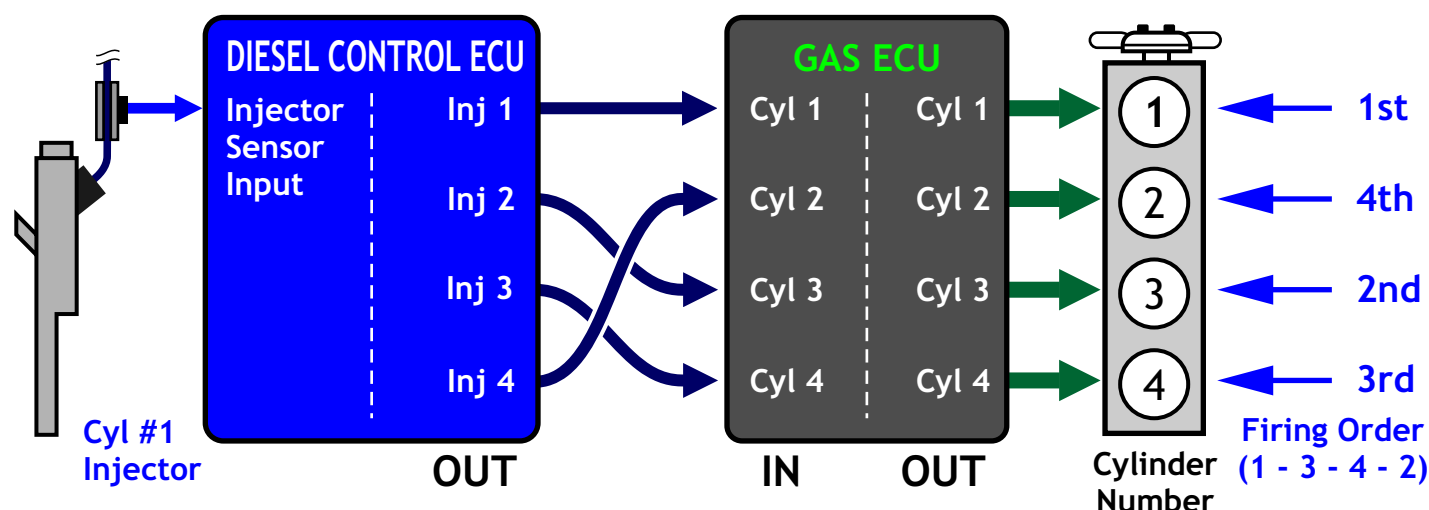 DIESEL CONTROL ECU
Injector
Sensor
Input
Inj 1
Inj 2
Inj 3
Inj 4
OUT
Cyl #1
Injector
GAS ECU
Cyl 1
Cyl 2
Cyl 3
Cyl 4
IN
Cyl 1
Cyl 2
Cyl 3
Cyl 4
OUT
1
2
3
4
Cylinder
Number
1st
4th
2nd
3rd
Firing Order
(1 - 3 - 4 - 2)